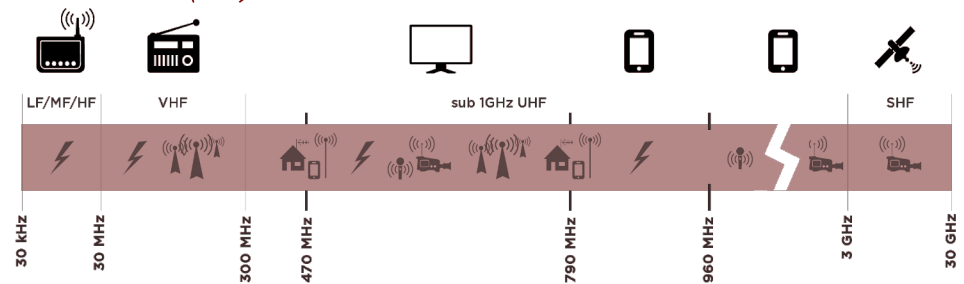 LF/MF/HF
VHF
sub 1GHz UHF
SHF
30 kHz
30 MHz
300 MHz
470 MHz
790 MHz
960 MHz
3 GHz
30 GHz